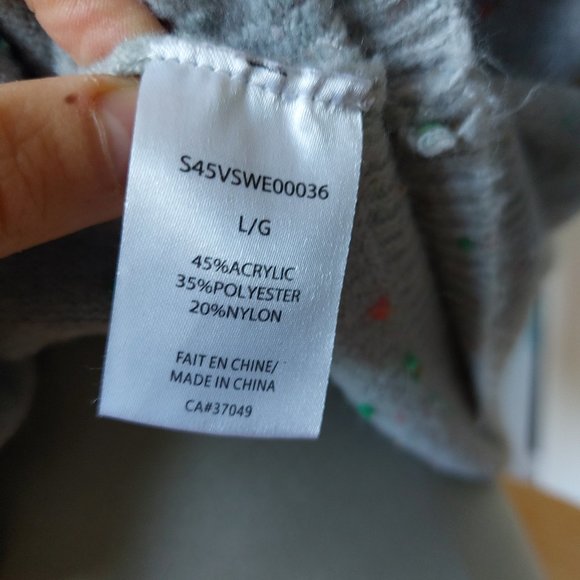 S45VSWE00036
L/G
45%ACRYLIC
35%POLYESTER
20%NYLON
FAIT EN CHINE/
MADE IN CHINA
CA#37049